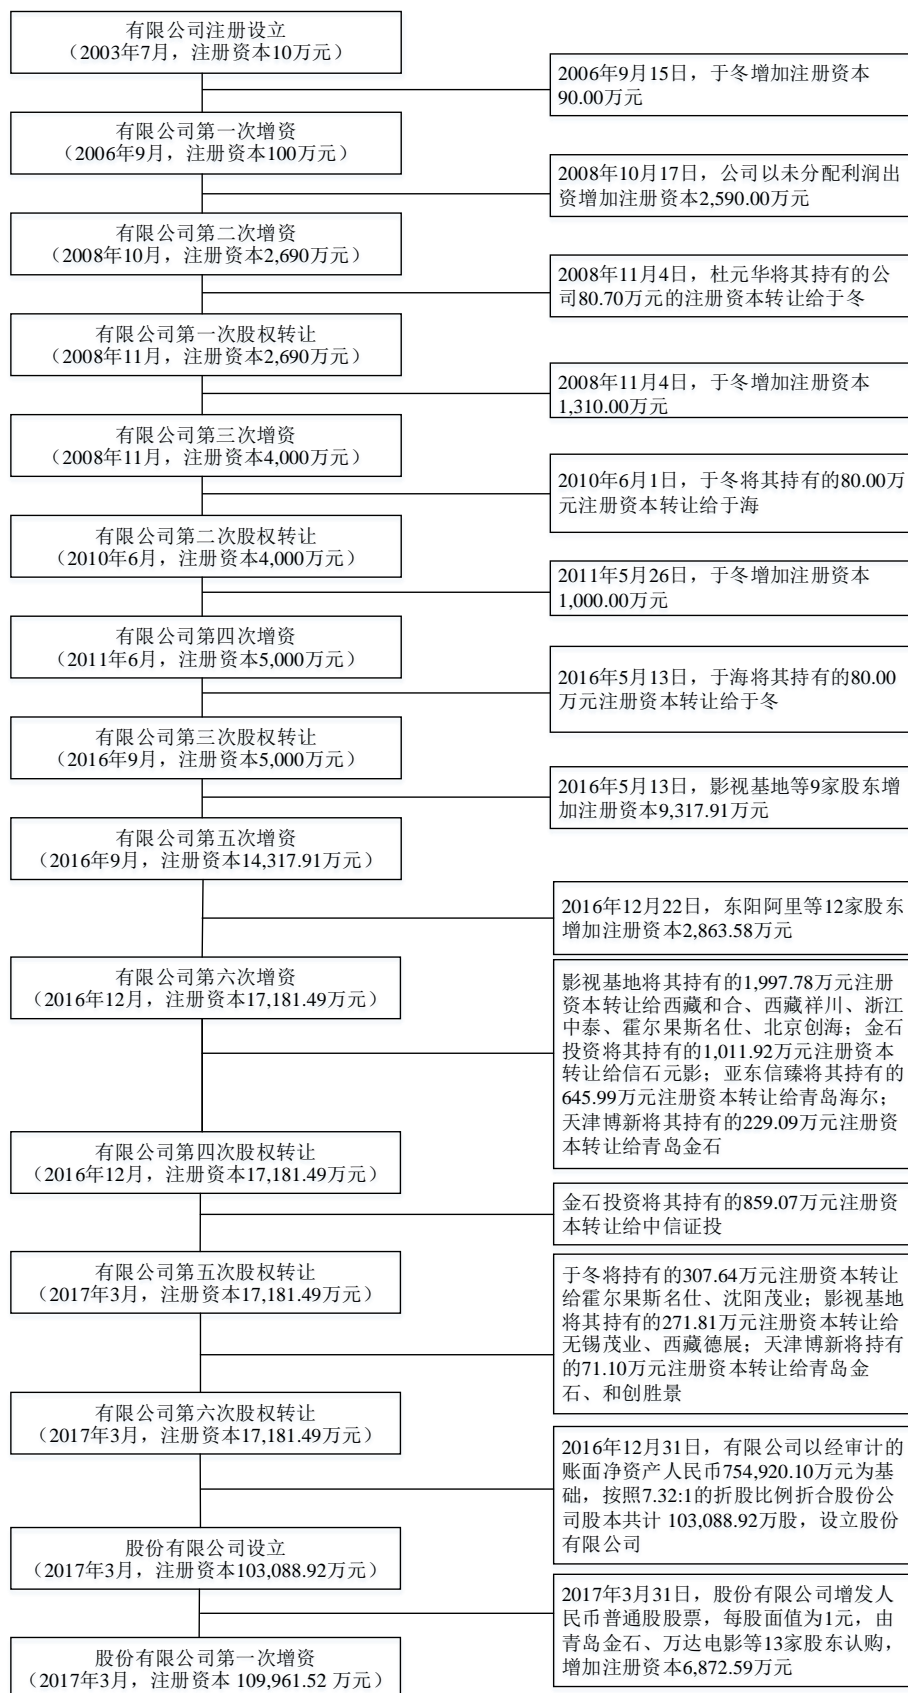 有限公司注册设立
（2003年7月，注册资本10万元）
2006年9月15日，于冬增加注册资本
90.00万元
有限公司第一次增资
（2006年9月，注册资本100万元）
2008年10月17日，公司以未分配利润出
资增加注册资本2,590.00万元
有限公司第二次增资
（2008年10月，注册资本2,690万元）
2008年11月4日，杜元华将其持有的公
司80.70万元的注册资本转让给于冬
有限公司第一次股权转让
（2008年11月，注册资本2,690万元）
2008年11月4日，于冬增加注册资本
1,310.00万元
有限公司第三次增资
（2008年11月，注册资本4,000万元）
2010年6月1日，于冬将其持有的80.00万
元注册资本转让给于海
有限公司第二次股权转让
（2010年6月，注册资本4,000万元）
2011年5月26日，于冬增加注册资本
1,000.00万元
有限公司第四次增资
（2011年6月，注册资本5,000万元）
2016年5月13日，于海将其持有的80.00
万元注册资本转让给于冬
有限公司第三次股权转让
（2016年9月，注册资本5,000万元）
2016年5月13日，影视基地等9家股东增
加注册资本9,317.91万元
有限公司第五次增资
（2016年9月，注册资本14,317.91万元）
2016年12月22日，东阳阿里等12家股东
增加注册资本2,863.58万元
有限公司第六次增资
（2016年12月，注册资本17,181.49万元）
影视基地将其持有的1,997.78万元注册
资本转让给西藏和合、西藏祥川、浙江
中泰、霍尔果斯名仕、北京创海；金石
投资将其持有的1,011.92万元注册资本
转让给信石元影；亚东信臻将其持有的
645.99万元注册资本转让给青岛海尔；
天津博新将其持有的229.09万元注册资
本转让给青岛金石
有限公司第四次股权转让
（2016年12月，注册资本17,181.49万元）
金石投资将其持有的859.07万元注册资
本转让给中信证投
有限公司第五次股权转让
（2017年3月，注册资本17,181.49万元）
于冬将持有的307.64万元注册资本转让
给霍尔果斯名仕、沈阳茂业；影视基地
将其持有的271.81万元注册资本转让给
无锡茂业、西藏德展；天津博新将持有
的71.10万元注册资本转让给青岛金
石、和创胜景
有限公司第六次股权转让
（2017年3月，注册资本17,181.49万元）
2016年12月31日，有限公司以经审计的
账面净资产人民币754,920.10万元为基
础，按照7.32:1的折股比例折合股份公
司股本共计 103,088.92万股，设立股份
有限公司
股份有限公司设立
（2017年3月，注册资本103,088.92万元）
2017年3月31日，股份有限公司增发人
民币普通股股票，每股面值为1元，由
青岛金石、万达电影等13家股东认购，
增加注册资本6,872.59万元
股份有限公司第一次增资
（2017年3月，注册资本 109,961.52 万元）